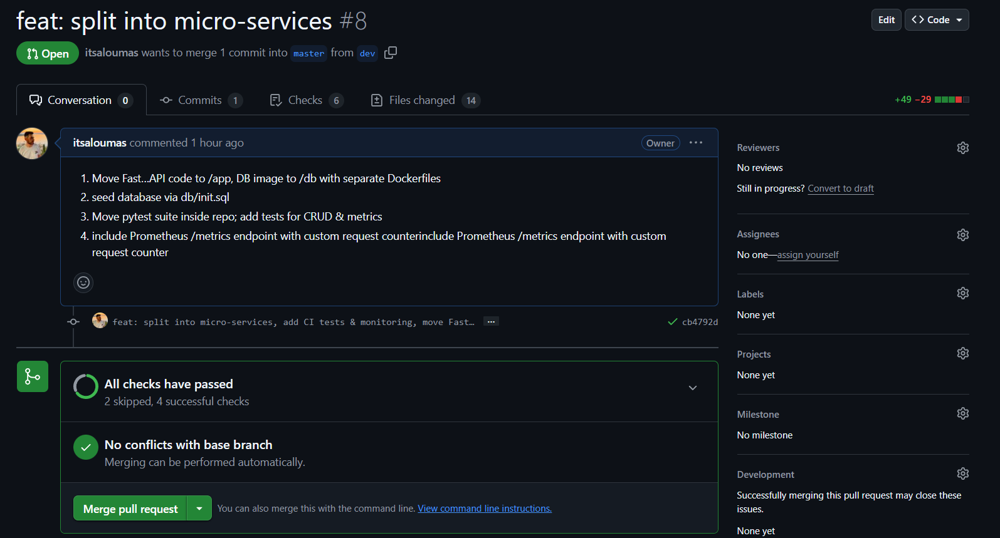 feat: split into micro-services #8
Edit
Code
Open
itsaloumas wants to merge 1 commit into master from dev
Conversation 0
Commits 1
Checks 6
Files changed 14
+49 −29
itsaloumas commented 1 hour ago
Owner
1. Move Fast...API code to /app, DB image to /db with separate Dockerfiles
2. seed database via db/init.sql
3. Move pytest suite inside repo; add tests for CRUD & metrics
4. include Prometheus /metrics endpoint with custom request counterinclude Prometheus /metrics endpoint with custom
request counter
feat: split into micro-services, add CI tests & monitoring, move Fast…
cb4792d
All checks have passed
2 skipped, 4 successful checks
No conflicts with base branch
Merging can be performed automatically.
Merge pull request
You can also merge this with the command line. View command line instructions.
Reviewers
No reviews
Still in progress? Convert to draft
Assignees
No one—assign yourself
Labels
None yet
Projects
None yet
Milestone
No milestone
Development
Successfully merging this pull request may close these
issues.
None yet